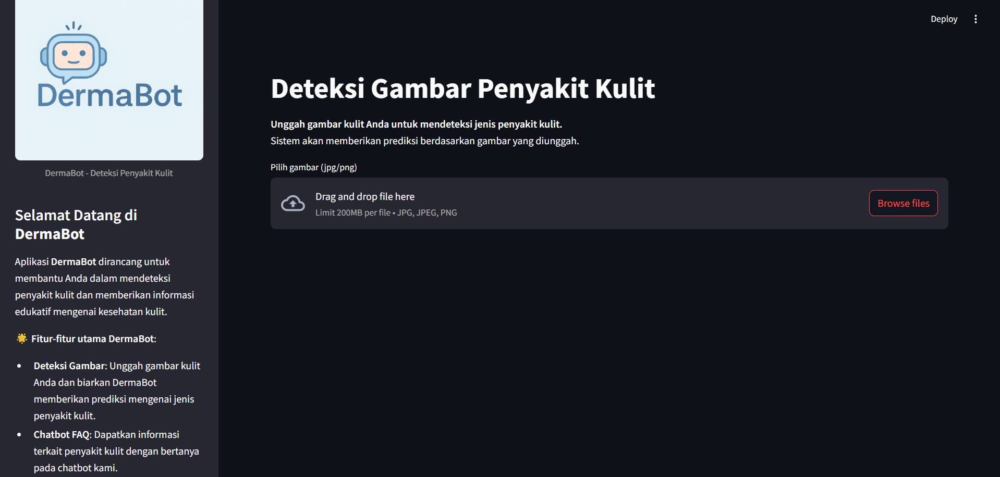 DermaBot
DermaBot - Deteksi Penyakit Kulit
Selamat Datang di
DermaBot
Aplikasi DermaBot dirancang untuk
membantu Anda dalam mendeteksi
penyakit kulit dan memberikan informasi
edukatif mengenai kesehatan kulit.
🌟 Fitur-fitur utama DermaBot:
• Deteksi Gambar: Unggah gambar kulit
Anda dan biarkan DermaBot
memberikan prediksi mengenai jenis
penyakit kulit.
• Chatbot FAQ: Dapatkan informasi
terkait penyakit kulit dengan bertanya
pada chatbot kami.
Deploy
Deteksi Gambar Penyakit Kulit
Unggah gambar kulit Anda untuk mendeteksi jenis penyakit kulit.
Sistem akan memberikan prediksi berdasarkan gambar yang diunggah.
Pilih gambar (jpg/png)
Drag and drop file here
Limit 200MB per file • JPG, JPEG, PNG
Browse files